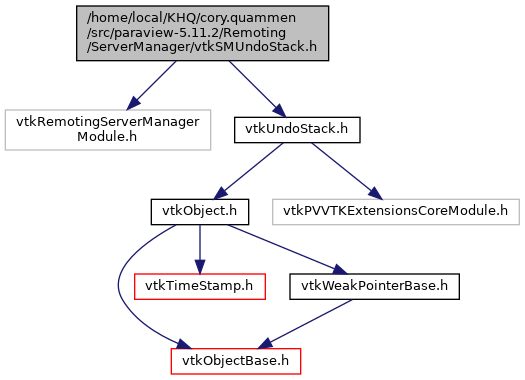 /home/local/KHQ/cory.quammen
/src/paraview-5.11.2/Remoting
/ServerManager/vtkSMUndoStack.h
vtkRemotingServerManager
Module.h
vtkUndoStack.h
vtkObject.h
vtkPVVTKExtensionsCoreModule.h
vtkTimeStamp.h
vtkWeakPointerBase.h
vtkObjectBase.h